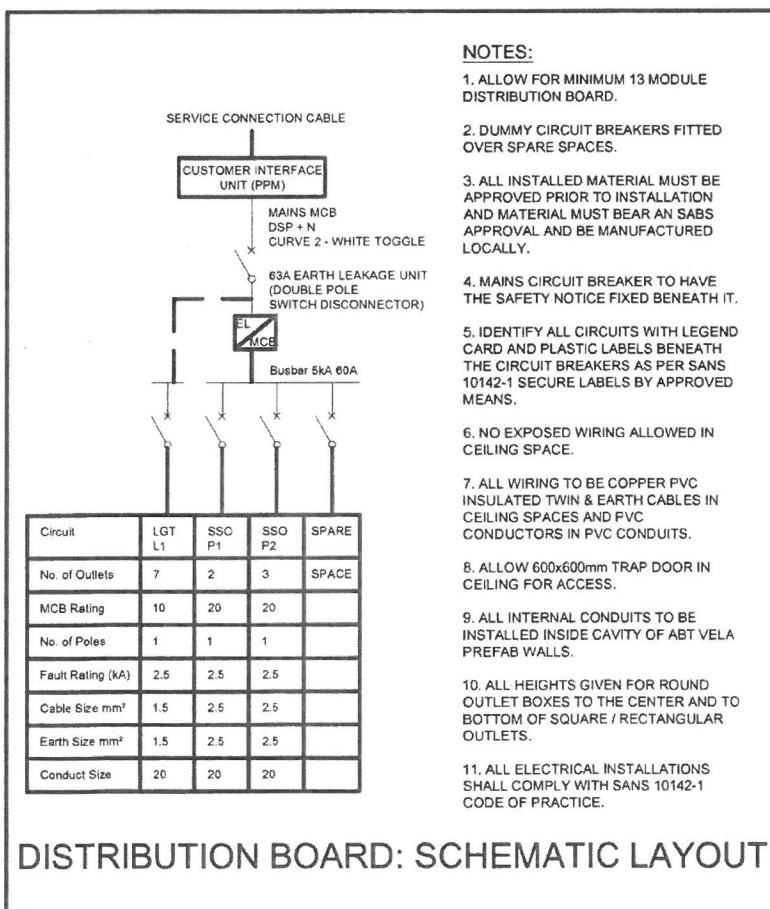 SERVICE CONNECTION CABLE
CUSTOMER INTERFACE
UNIT (PPM)
MAINS MCB
DSP + N
CURVE 2 - WHITE TOGGLE
63A EARTH LEAKAGE UNIT
(DOUBLE POLE
SWITCH DISCONNECTOR)
EL
MCB
Busbar 5kA 60A
Circuit LGT L1 SSO P1 SSO P2 SPARE
No. of Outlets 7 2 3 SPACE
MCB Rating 10 20 20
No. of Poles 1 1 1
Fault Rating (kA) 2.5 2.5 2.5
Cable Size mm² 1.5 2.5 2.5
Earth Size mm² 1.5 2.5 2.5
Conduct Size 20 20 20
NOTES:
1. ALLOW FOR MINIMUM 13 MODULE
DISTRIBUTION BOARD.
2. DUMMY CIRCUIT BREAKERS FITTED
OVER SPARE SPACES.
3. ALL INSTALLED MATERIAL MUST BE
APPROVED PRIOR TO INSTALLATION
AND MATERIAL MUST BEAR AN SABS
APPROVAL AND BE MANUFACTURED
LOCALLY.
4. MAINS CIRCUIT BREAKER TO HAVE
THE SAFETY NOTICE FIXED BENEATH IT.
5. IDENTIFY ALL CIRCUITS WITH LEGEND
CARD AND PLASTIC LABELS BENEATH
THE CIRCUIT BREAKERS AS PER SANS
10142-1 SECURE LABELS BY APPROVED
MEANS.
6. NO EXPOSED WIRING ALLOWED IN
CEILING SPACE.
7. ALL WIRING TO BE COPPER PVC
INSULATED TWIN & EARTH CABLES IN
CEILING SPACES AND PVC
CONDUCTORS IN PVC CONDUITS.
8. ALLOW 600x600mm TRAP DOOR IN
CEILING FOR ACCESS.
9. ALL INTERNAL CONDUITS TO BE
INSTALLED INSIDE CAVITY OF ABT VELA
PREFAB WALLS.
10. ALL HEIGHTS GIVEN FOR ROUND
OUTLET BOXES TO THE CENTER AND TO
BOTTOM OF SQUARE / RECTANGULAR
OUTLETS.
11. ALL ELECTRICAL INSTALLATIONS
SHALL COMPLY WITH SANS 10142-1
CODE OF PRACTICE.
DISTRIBUTION BOARD: SCHEMATIC LAYOUT